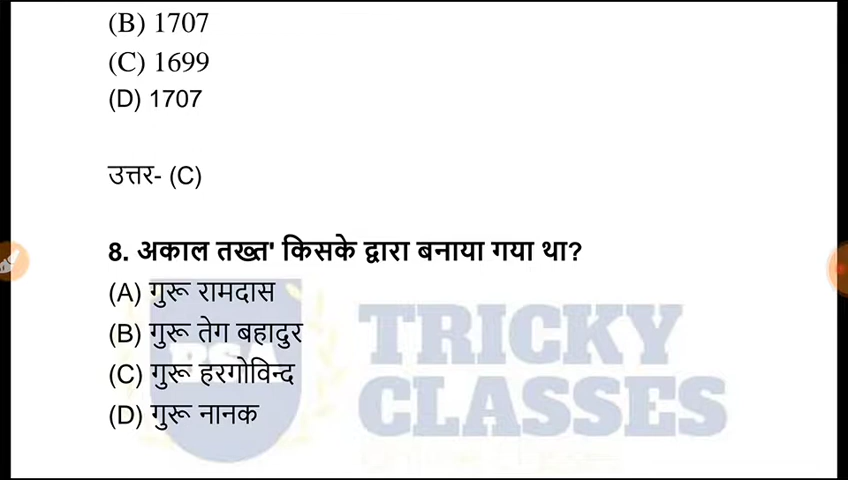 (B) 1707
(C) 1699
(D) 1707
उत्तर- (C)
8. अकाल तख्त' किसके द्वारा बनाया गया था?
(A) गुरू रामदास
(B) गुरू तेग बहादुर
(C) गुरू हरगोविन्द
(D) गुरू नानक
TRICKY
CLASSES